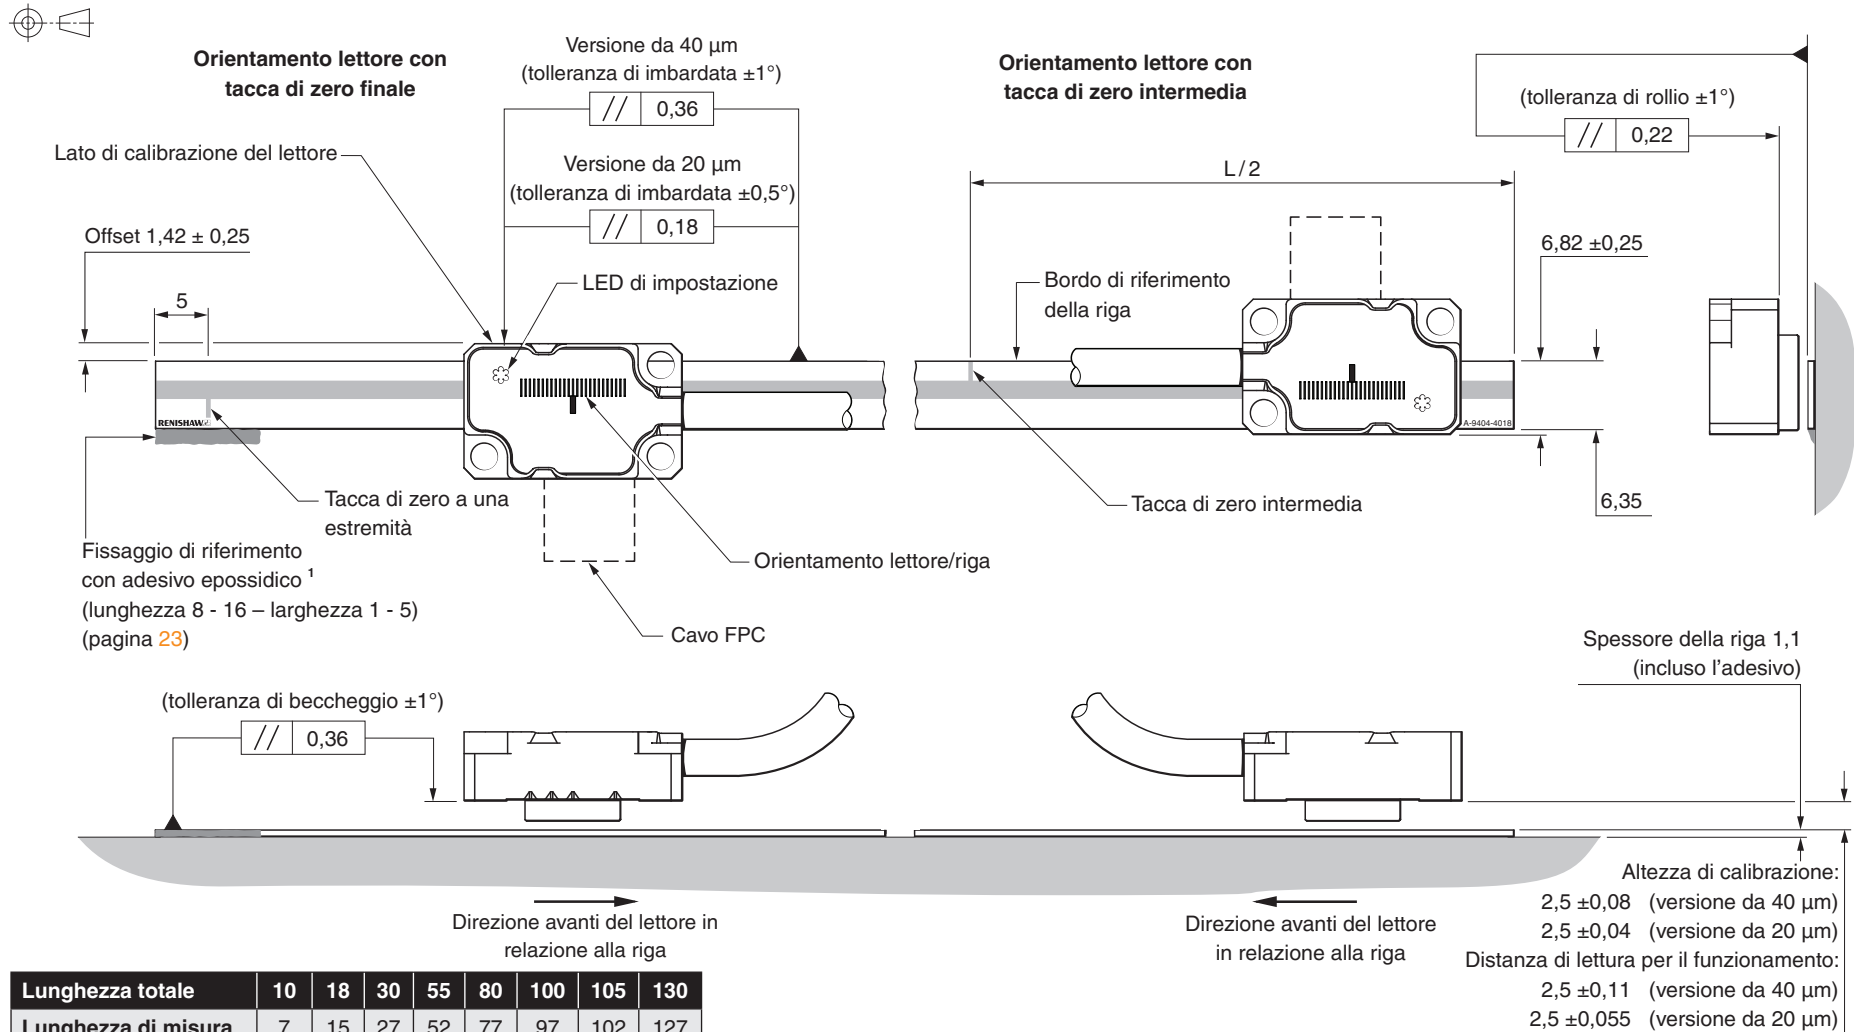 Orientamento lettore con
tacca di zero finale
Versione da 40 µm
(tolleranza di imbardata ±1°)
// 0,36
Versione da 20 µm
(tolleranza di imbardata ±0,5°)
// 0,18
Orientamento lettore con
tacca di zero intermedia
(tolleranza di rollio ±1°)
// 0,22
Lato di calibrazione del lettore
L/2
Offset 1,42 ± 0,25
6,82 ±0,25
5
LED di impostazione
Bordo di riferimento
della riga
RENISHAW
A-9404-4018
Tacca di zero a una
estremità
Tacca di zero intermedia
6,35
Fissaggio di riferimento
con adesivo epossidico ¹
(lunghezza 8 - 16 – larghezza 1 - 5)
(pagina 23)
Orientamento lettore/riga
Cavo FPC
Spessore della riga 1,1
(incluso l’adesivo)
(tolleranza di beccheggio ±1°)
// 0,36
Direzione avanti del lettore in
relazione alla riga
Direzione avanti del lettore
in relazione alla riga
Altezza di calibrazione:
2,5 ±0,08 (versione da 40 µm)
2,5 ±0,04 (versione da 20 µm)
Distanza di lettura per il funzionamento:
2,5 ±0,11 (versione da 40 µm)
2,5 ±0,055 (versione da 20 µm)
Lunghezza totale 10 18 30 55 80 100 105 130
Lunghezza di misura 7 15 27 52 77 97 102 127